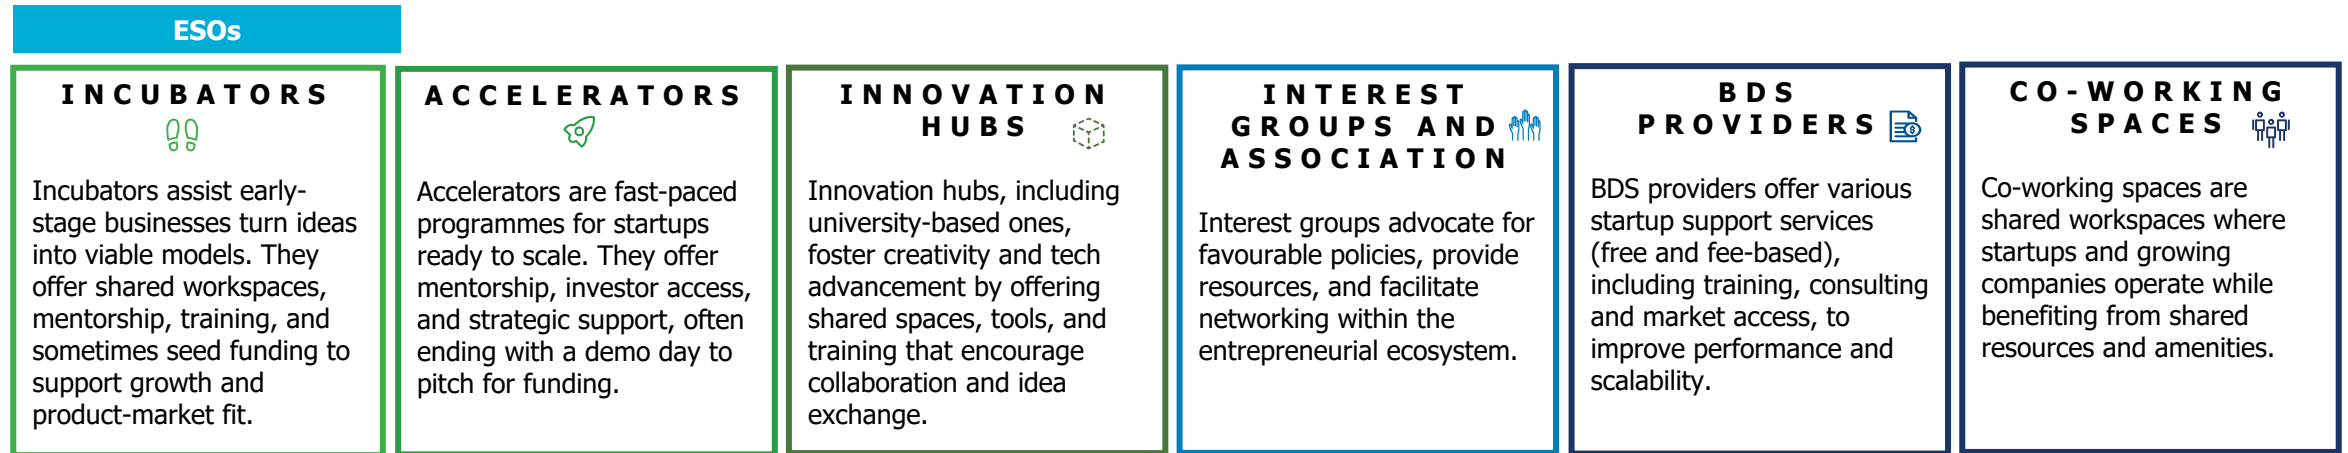 ESOs
INCUBATORS
Incubators assist early-
stage businesses turn ideas
into viable models. They
offer shared workspaces,
mentorship, training, and
sometimes seed funding to
support growth and
product-market fit.
ACCELERATORS
Accelerators are fast-paced
programmes for startups
ready to scale. They offer
mentorship, investor access,
and strategic support, often
ending with a demo day to
pitch for funding.
INNOVATION
HUBS
Innovation hubs, including
university-based ones,
foster creativity and tech
advancement by offering
shared spaces, tools, and
training that encourage
collaboration and idea
exchange.
INTEREST
GROUPS AND
ASSOCIATION
Interest groups advocate for
favourable policies, provide
resources, and facilitate
networking within the
entrepreneurial ecosystem.
BDS
PROVIDERS
BDS providers offer various
startup support services
(free and fee-based),
including training, consulting
and market access, to
improve performance and
scalability.
CO-WORKING
SPACES
Co-working spaces are
shared workspaces where
startups and growing
companies operate while
benefiting from shared
resources and amenities.